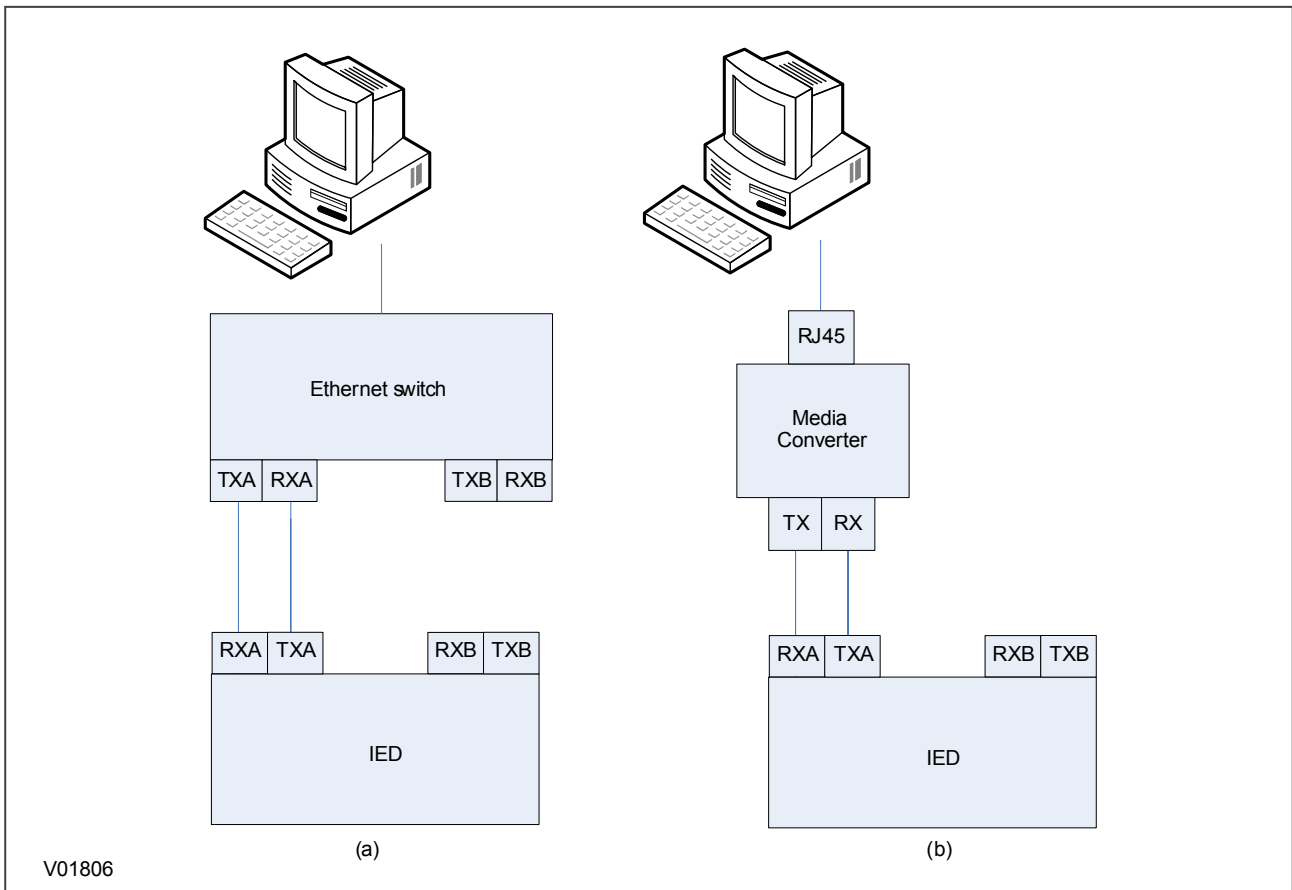 RJ45
Ethernet switch
Media
Converter
TXA RXA TXB RXB
TX RX
RXA TXA RXB TXB
RXA TXA RXB TXB
IED
IED
(a)
(b)
V01806